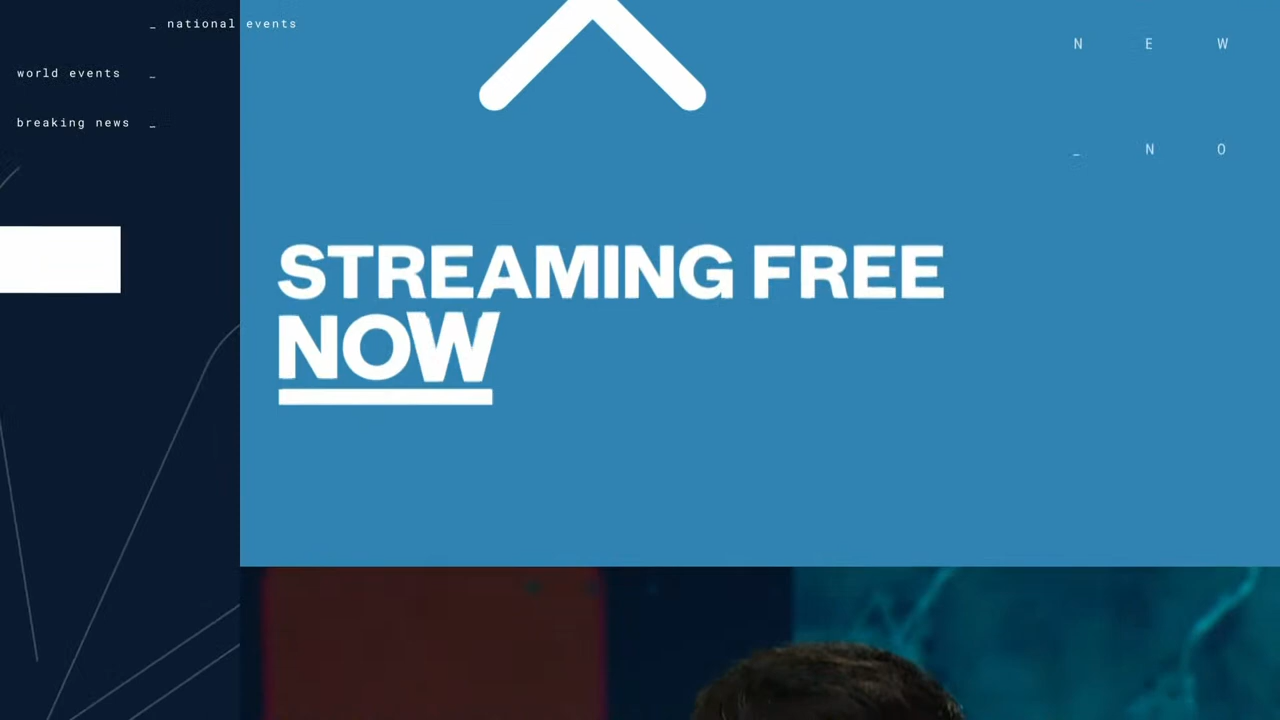 _ national events
world events _
breaking news _
N E W
_ N O
STREAMING FREE
NOW